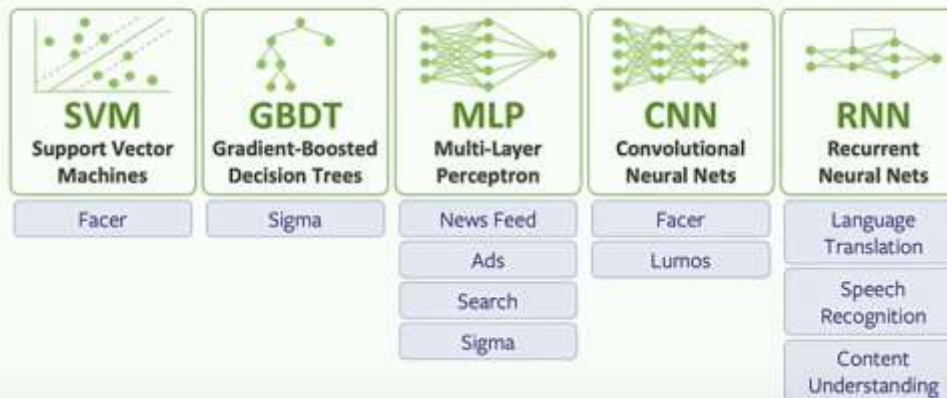 SVM
Support Vector
Machines
Facer
GBDT
Gradient-Boosted
Decision Trees
Sigma
MLP
Multi-Layer
Perceptron
News Feed
Ads
Search
Sigma
CNN
Convolutional
Neural Nets
Facer
Lumos
RNN
Recurrent
Neural Nets
Language
Translation
Speech
Recognition
Content
Understanding